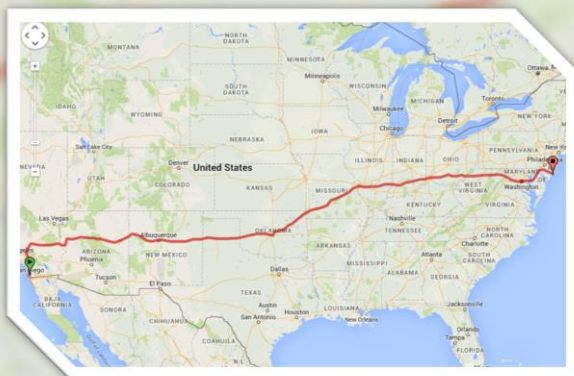 NORTH
DAKOTA
MONTANA
MINNESOTA
Minneapolis
Ottawa
SOUTH
DAKOTA
WISCONSIN
MICHIGAN
Toronto
IDAHO
WYOMING
Milwaukee
Detroit
NEW YORK
Chicago
IOWA
NEBRASKA
Salt Lake City
PENNSYLVANIA
ILLINOIS
INDIANA
OHIO
Denver
United States
MARYLAND
DE
UTAH
COLORADO
KANSAS
MISSOURI
WEST
VIRGINIA
Washington
KENTUCKY
VIRGINIA
Las Vegas
Nashville
NORTH
CAROLINA
Albuquerque
OKLAHOMA
TENNESSEE
Charlotte
ARIZONA
NEW MEXICO
ARKANSAS
SOUTH
CAROLINA
Phoenix
Atlanta
MISSISSIPPI
Dallas
ALABAMA
GEORGIA
Tucson
El Paso
TEXAS
BAJA
CALIFORNIA
SONORA
Austin
LOUISIANA
Jacksonville
CHIHUAHUA
San Antonio
Houston
New Orleans
Orlando
Tampa
COAHUILA
FLORIDA
N.L.